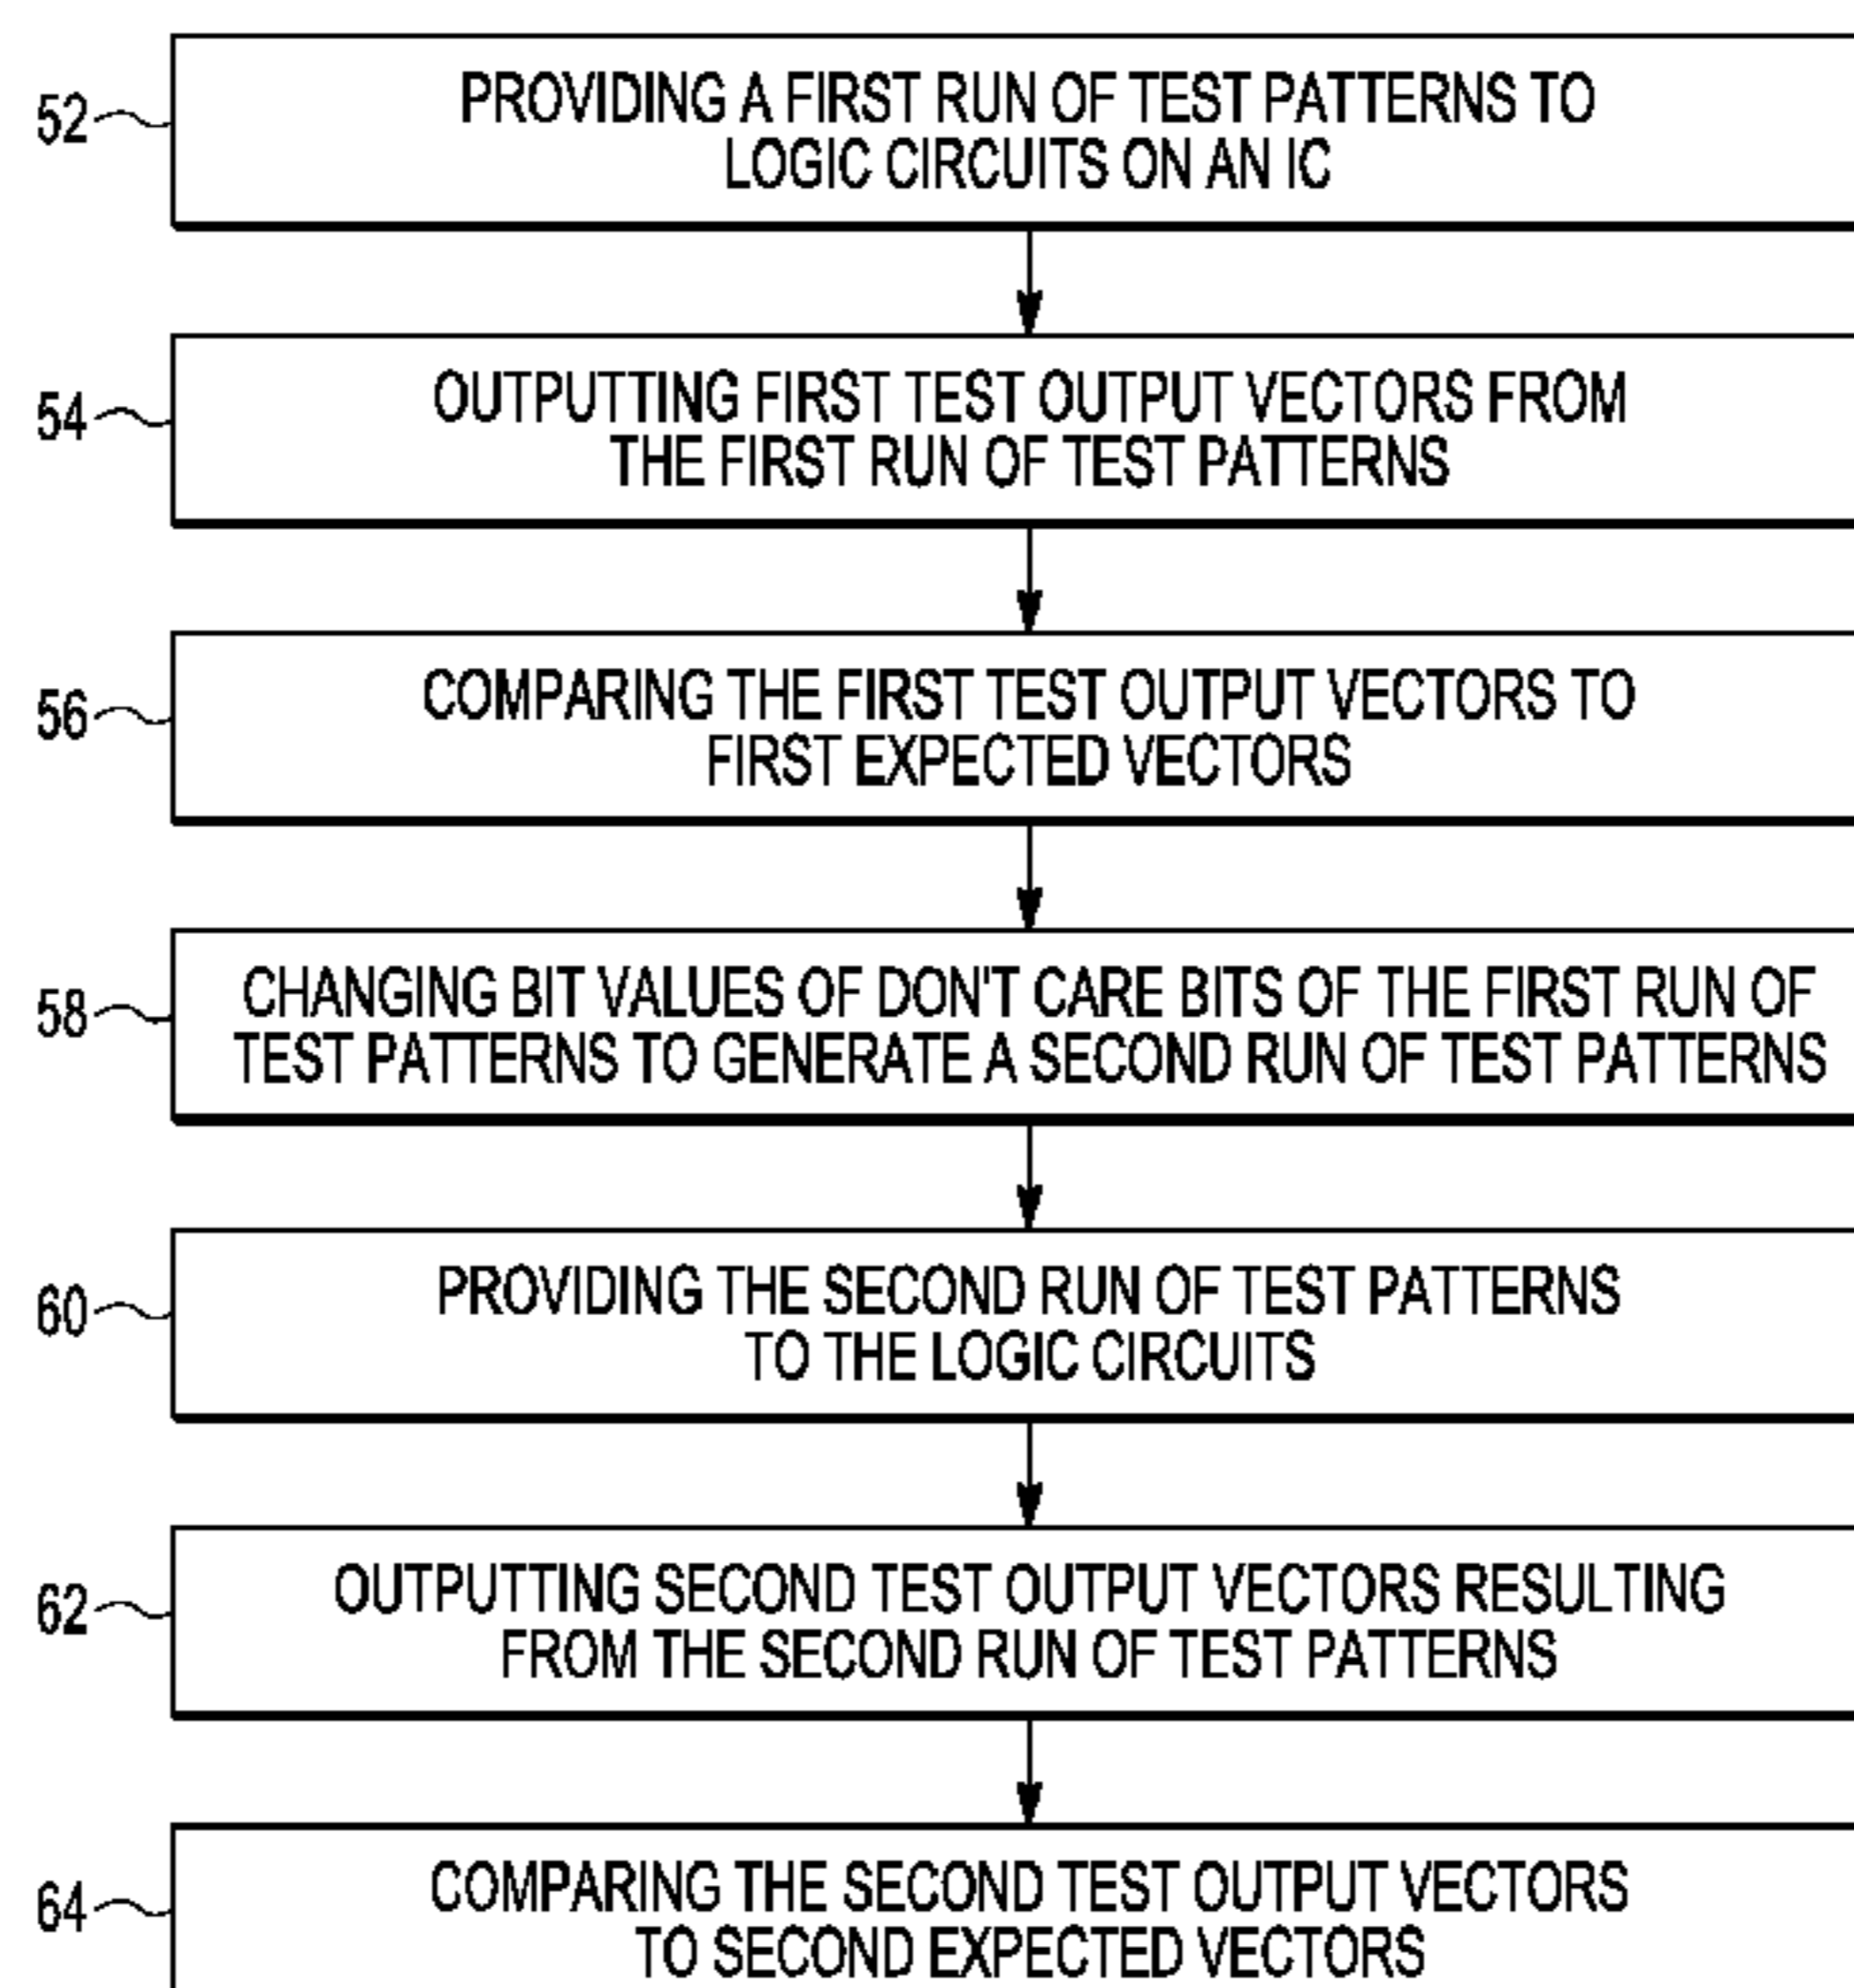 52
PROVIDING A FIRST RUN OF TEST PATTERNS TO
LOGIC CIRCUITS ON AN IC
54
OUTPUTTING FIRST TEST OUTPUT VECTORS FROM
THE FIRST RUN OF TEST PATTERNS
56
COMPARING THE FIRST TEST OUTPUT VECTORS TO
FIRST EXPECTED VECTORS
58
CHANGING BIT VALUES OF DON'T CARE BITS OF THE FIRST RUN OF
TEST PATTERNS TO GENERATE A SECOND RUN OF TEST PATTERNS
60
PROVIDING THE SECOND RUN OF TEST PATTERNS
TO THE LOGIC CIRCUITS
62
OUTPUTTING SECOND TEST OUTPUT VECTORS RESULTING
FROM THE SECOND RUN OF TEST PATTERNS
64
COMPARING THE SECOND TEST OUTPUT VECTORS
TO SECOND EXPECTED VECTORS